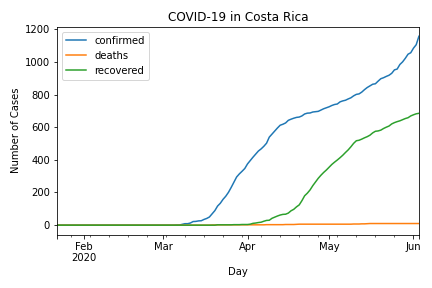 COVID-19 in Costa Rica
confirmed
deaths
recovered
Number of Cases
1200
1000
800
600
400
200
0
Feb
2020
Mar
Apr
May
Jun
Day